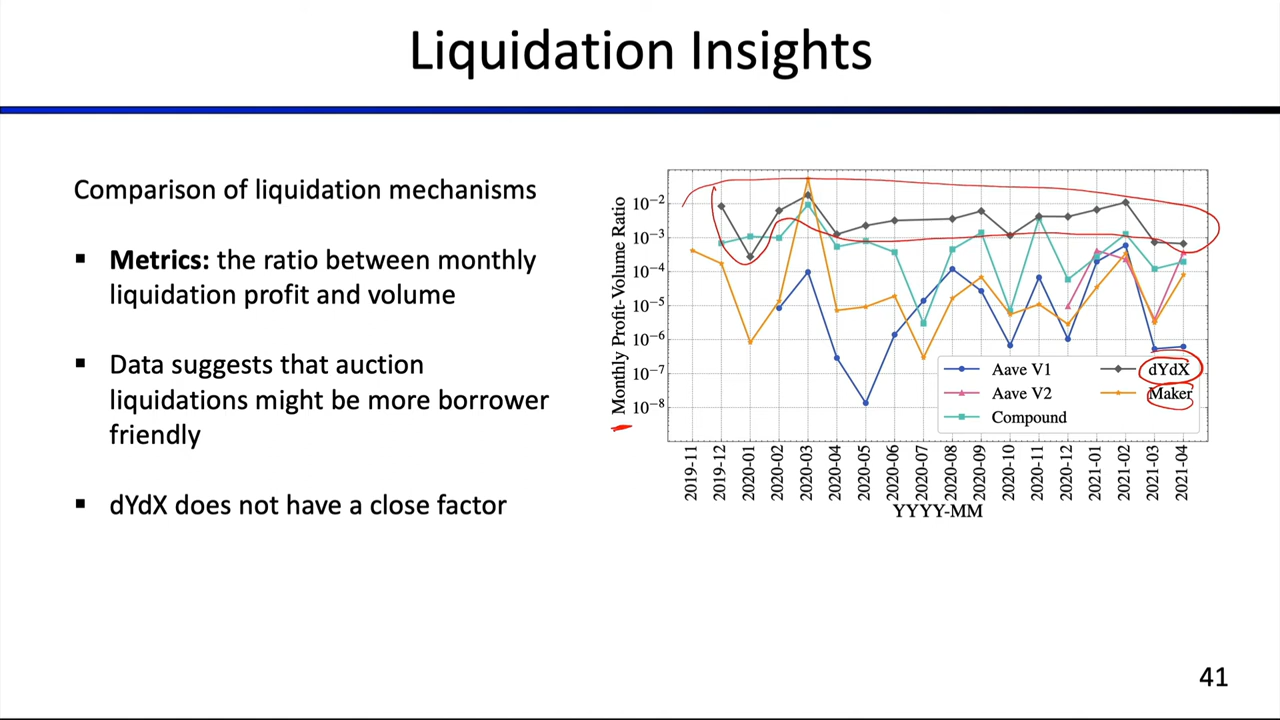 Liquidation Insights
Comparison of liquidation mechanisms
▪ Metrics: the ratio between monthly
liquidation profit and volume
▪ Data suggests that auction
liquidations might be more borrower
friendly
▪ dYdX does not have a close factor
Monthly Profit-Volume Ratio
10⁻²
10⁻³
10⁻⁴
10⁻⁵
10⁻⁶
10⁻⁷
10⁻⁸
Aave V1
Aave V2
Compound
dYdX
Maker
2019-11
2019-12
2020-01
2020-02
2020-03
2020-04
2020-05
2020-06
2020-07
2020-08
2020-09
2020-10
2020-11
2020-12
2021-01
2021-02
2021-03
2021-04
YYYY-MM
41